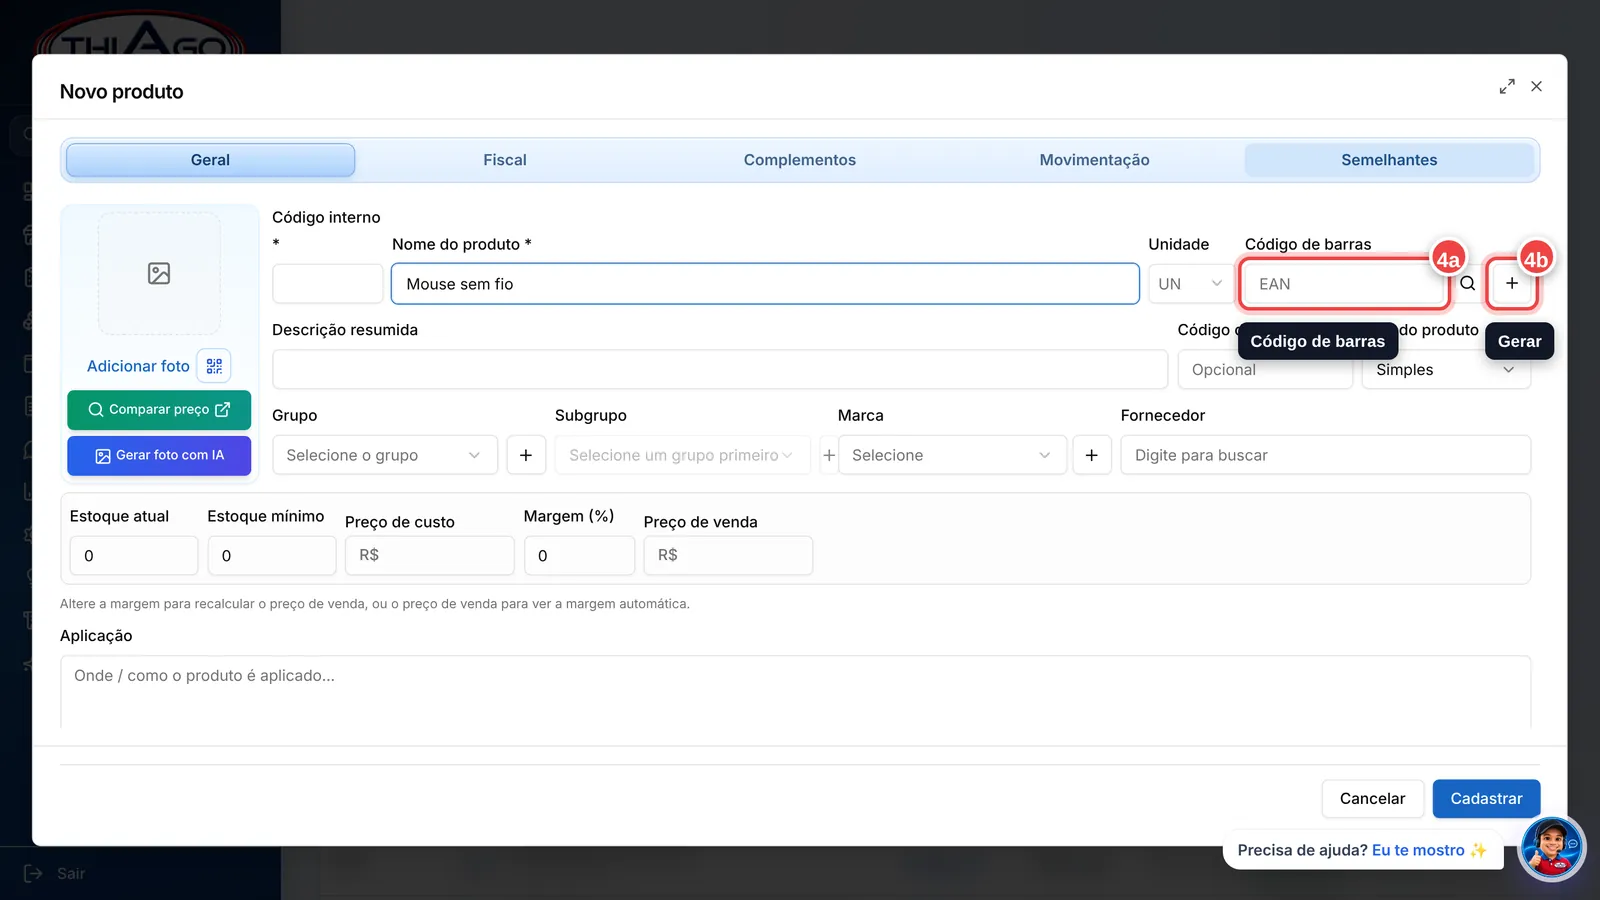 THIAGO
Novo produto
Geral
Fiscal
Complementos
Movimentação
Semelhantes
Código interno
*
Nome do produto *
Unidade
Código de barras
4a
4b
Mouse sem fio
UN
EAN
Código de barras
Gerar
Adicionar foto
Comparar preço
Gerar foto com IA
Descrição resumida
Código
do produto
Opcional
Simples
Grupo
Subgrupo
Marca
Fornecedor
Selecione o grupo
Selecione um grupo primeiro
Selecione
Digite para buscar
Estoque atual
Estoque mínimo
Preço de custo
Margem (%)
Preço de venda
0
0
R$
0
R$
Altere a margem para recalcular o preço de venda, ou o preço de venda para ver a margem automática.
Aplicação
Onde / como o produto é aplicado...
Cancelar
Cadastrar
Precisa de ajuda? Eu te mostro ✨
Sair